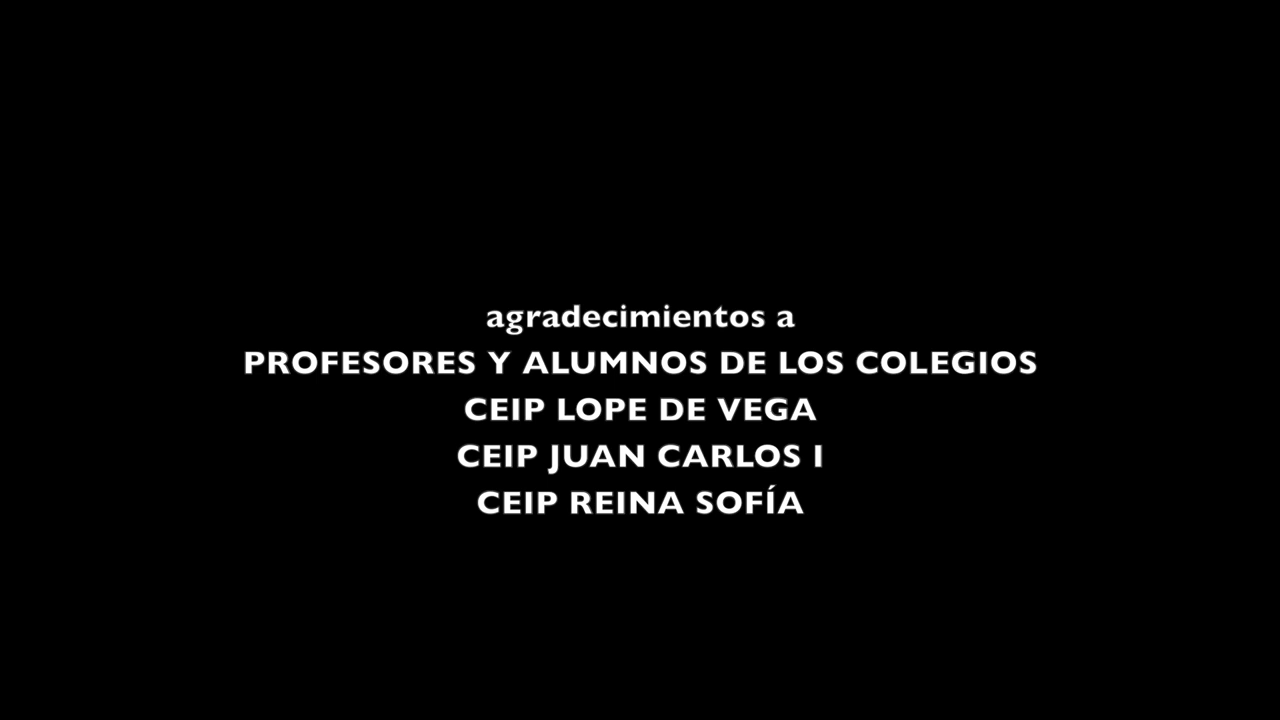 agradecimientos a
PROFESORES Y ALUMNOS DE LOS COLEGIOS
CEIP LOPE DE VEGA
CEIP JUAN CARLOS I
CEIP REINA SOFÍA